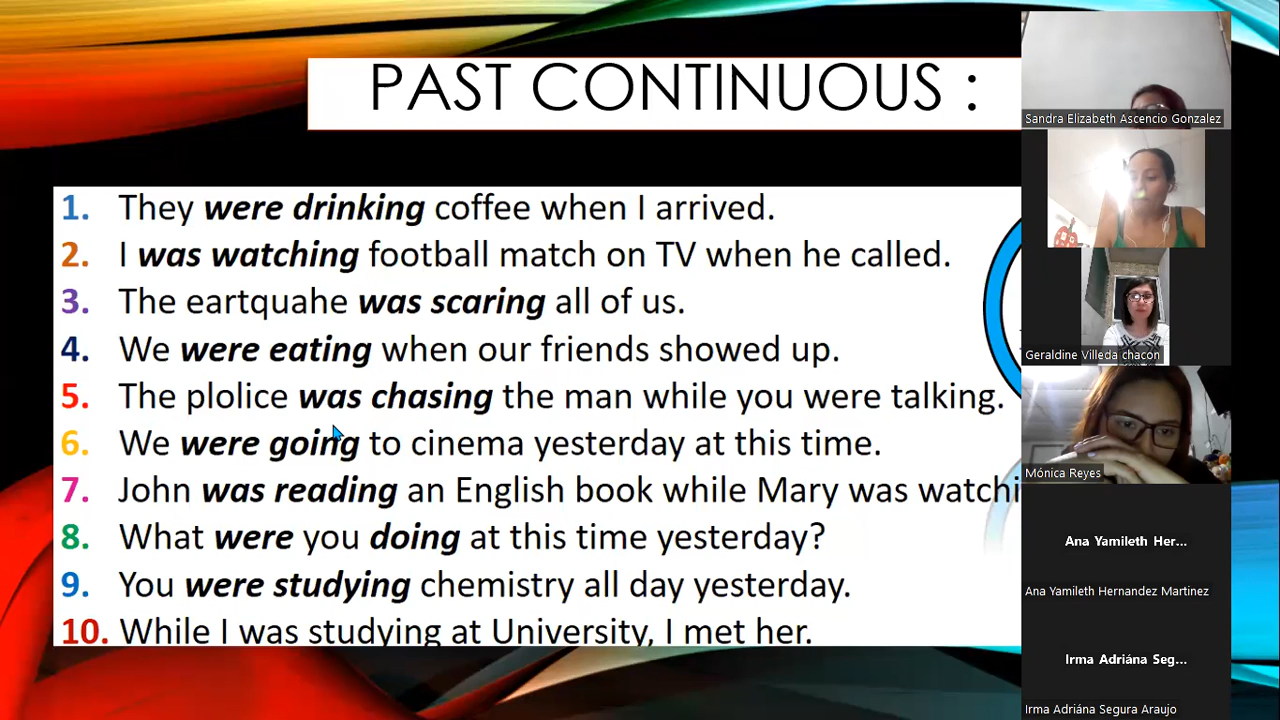 PAST CONTINUOUS :
1. They were drinking coffee when I arrived.
2. I was watching football match on TV when he called.
3. The eartquahe was scaring all of us.
4. We were eating when our friends showed up.
5. The plolice was chasing the man while you were talking.
6. We were going to cinema yesterday at this time.
7. John was reading an English book while Mary was watchi
8. What were you doing at this time yesterday?
9. You were studying chemistry all day yesterday.
10. While I was studying at University, I met her.
Sandra Elizabeth Ascencio Gonzalez
Geraldine Villeda chacon
Mónica Reyes
Ana Yamileth Her...
Ana Yamileth Hernandez Martinez
Irma Adriána Seg...
Irma Adriána Segura Araujo